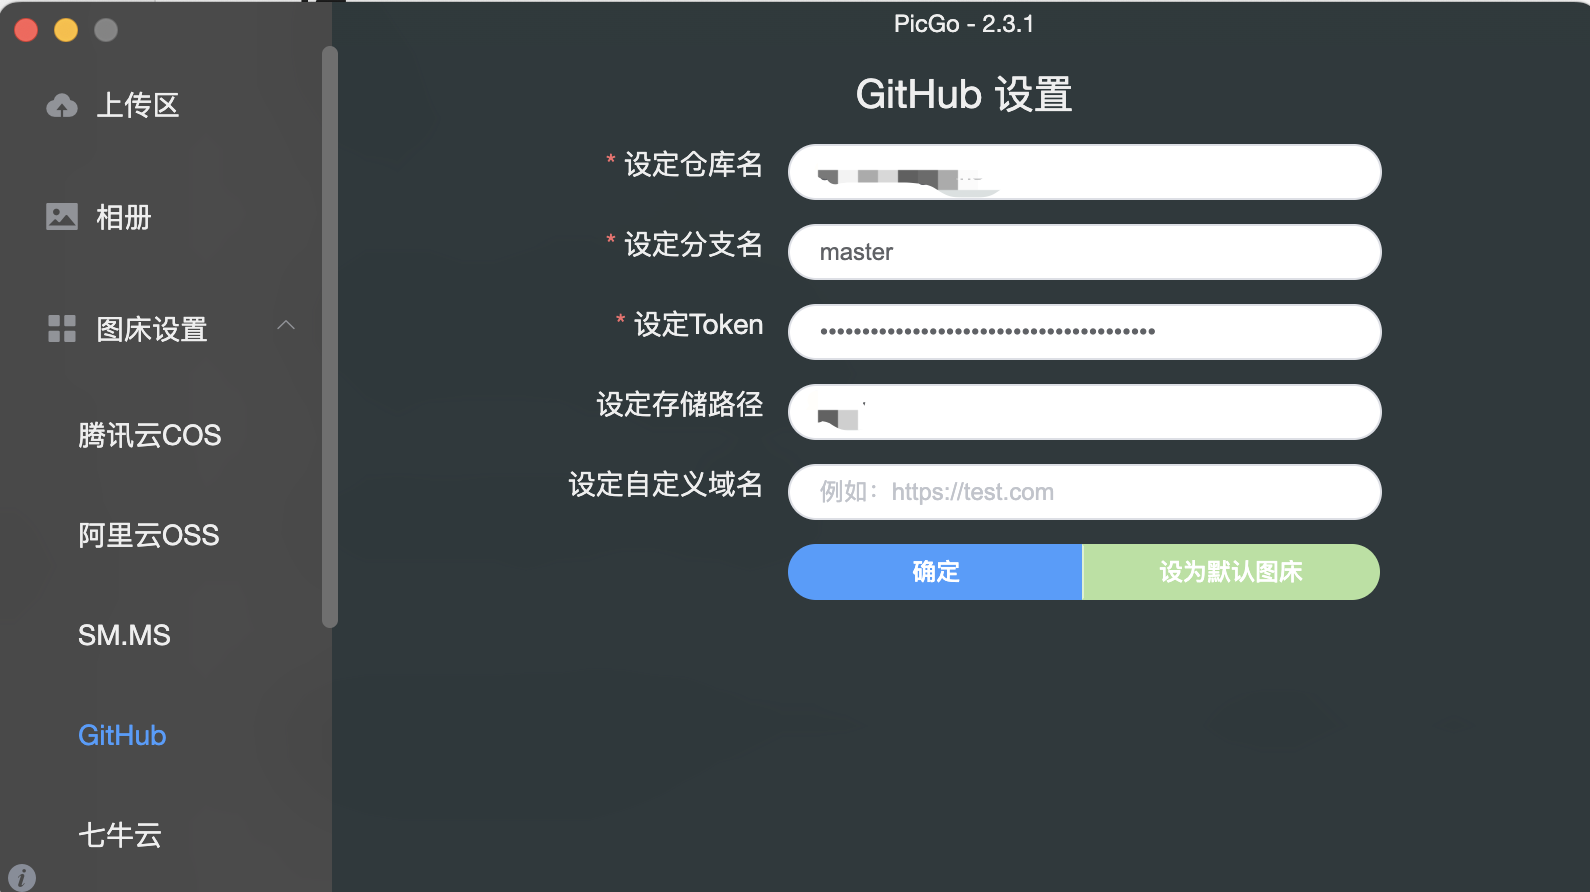 PicGo - 2.3.1
上传区
相册
图床设置
腾讯云COS
阿里云OSS
SM.MS
GitHub
七牛云
GitHub 设置
* 设定仓库名
* 设定分支名
master
* 设定Token
••••••••••••••••••••••••••••••••••••••••
设定存储路径
设定自定义域名
例如：https://test.com
确定
设为默认图床